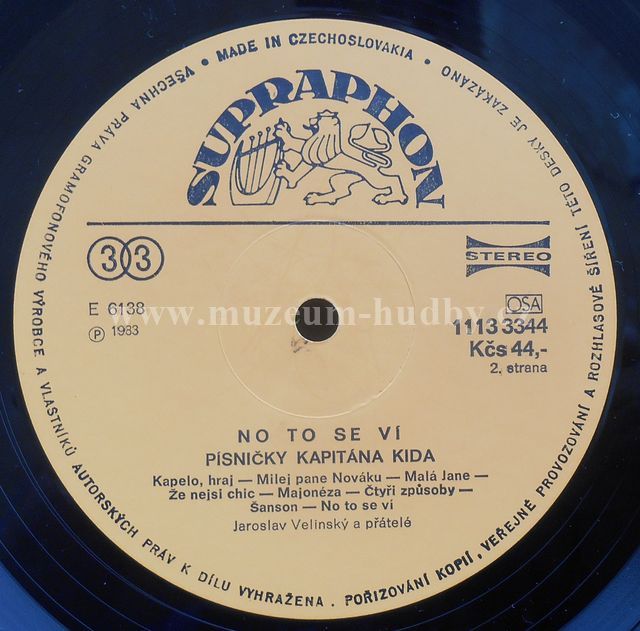 VŠECHNA PRÁVA GRAMOFONOVÉHO VÝROBCE A VLASTNÍKŮ AUTORSKÝCH PRÁV K DÍLU VYHRAŽENA . POŘIZOVÁNÍ KOPIÍ, VEŘEJNÉ PROVOZOVÁNÍ A ROZHLASOVÉ ŠÍŘENÍ TÉTO DESKY JE ZAKÁZÁNO
• MADE IN CZECHOSLOVAKIA •
SUPRAPHON
33
STEREO
E 6138
OSA
Ⓟ 1983
www.muzeum-hudby.cz
1113 3344
Kčs 44,-
2. strana
NO TO SE VÍ
PÍSNIČKY KAPITÁNA KIDA
Kapelo, hraj — Milej pane Nováku — Malá Jane —
Že nejsi chic — Majonéza — Čtyři způsoby —
Šanson — No to se ví
Jaroslav Velinský a přátelé